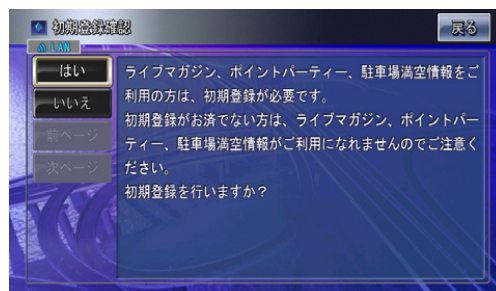 初期登録確認
戻る
LAN
はい
いいえ
前ページ
次ページ
ライブマガジン、ポイントパーティー、駐車場満空情報をご
利用の方は、初期登録が必要です。
初期登録がお済でない方は、ライブマガジン、ポイントパー
ティー、駐車場満空情報がご利用になれませんのでご注意く
ださい。
初期登録を行いますか？